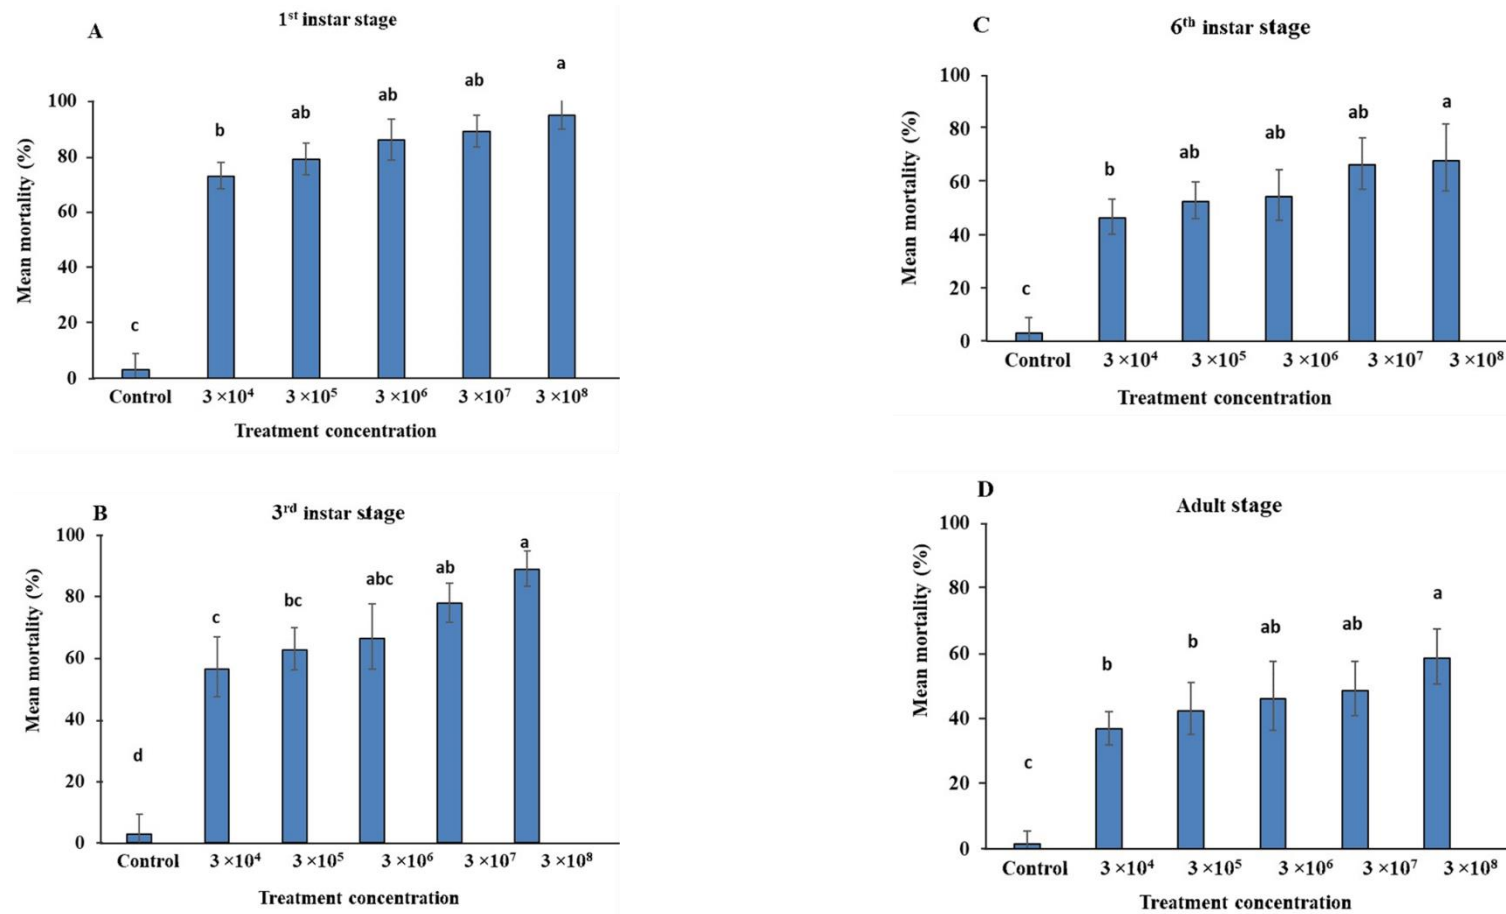 A
1st instar stage
Mean mortality (%)
100
80
60
40
20
0
c
b
ab
ab
ab
a
Control 3 ×10⁴ 3 ×10⁵ 3 ×10⁶ 3 ×10⁷ 3 ×10⁸
Treatment concentration
B
3rd instar stage
Mean mortality (%)
100
80
60
40
20
0
d
c
bc
abc
ab
a
Control 3 ×10⁴ 3 ×10⁵ 3 ×10⁶ 3 ×10⁷ 3 ×10⁸
Treatment concentration
C
6th instar stage
Mean mortality (%)
100
80
60
40
20
0
c
b
ab
ab
ab
a
Control 3 ×10⁴ 3 ×10⁵ 3 ×10⁶ 3 ×10⁷ 3 ×10⁸
Treatment concentration
D
Adult stage
Mean mortality (%)
100
80
60
40
20
0
c
b
b
ab
ab
a
Control 3 ×10⁴ 3 ×10⁵ 3 ×10⁶ 3 ×10⁷ 3 ×10⁸
Treatment concentration